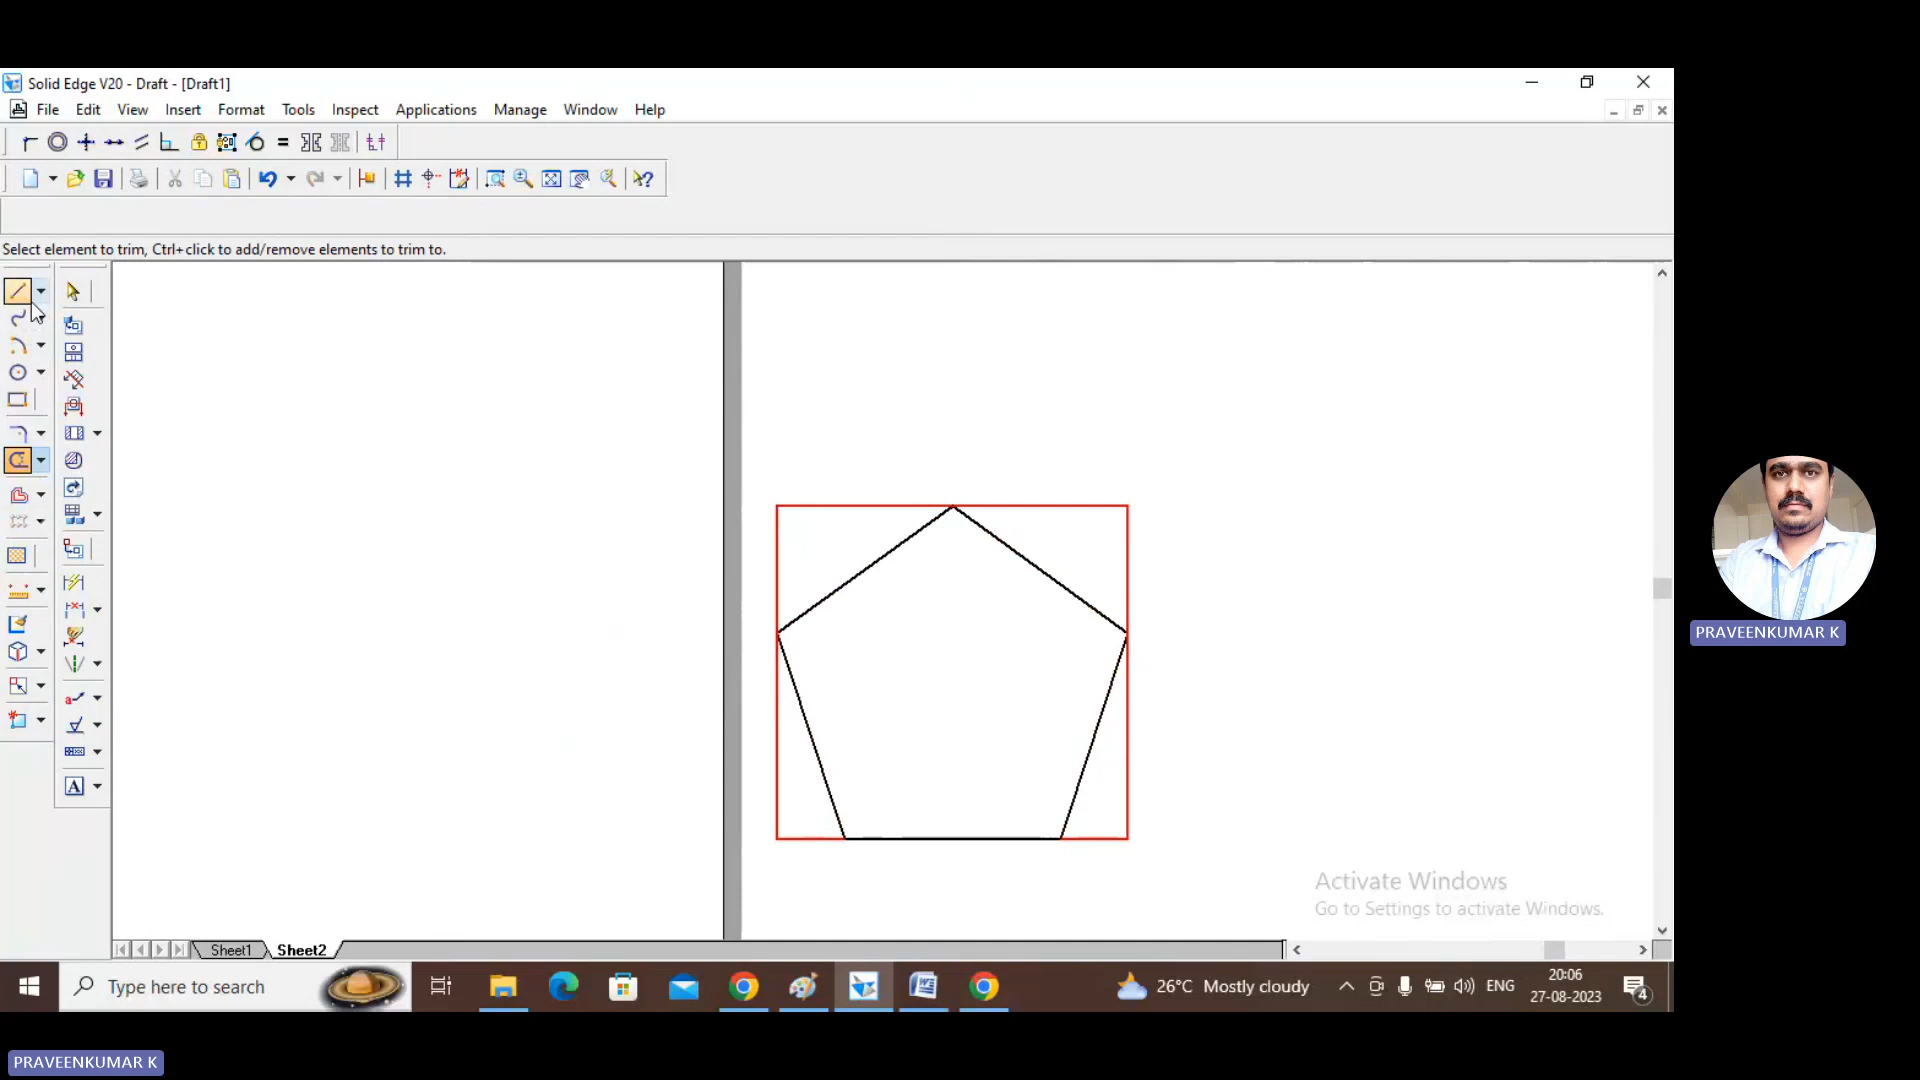 Solid Edge V20 - Draft - [Draft1]
File Edit View Insert Format Tools Inspect Applications Manage Window Help
Select element to trim, Ctrl+click to add/remove elements to trim to.
A
PRAVEENKUMAR K
Activate Windows
Go to Settings to activate Windows.
Sheet1 Sheet2
Type here to search
26°C Mostly cloudy
ENG
20:06
27-08-2023
4
PRAVEENKUMAR K